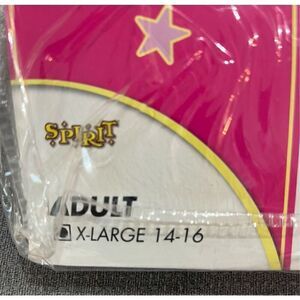 SPIRIT
ADULT
X-LARGE 14-16